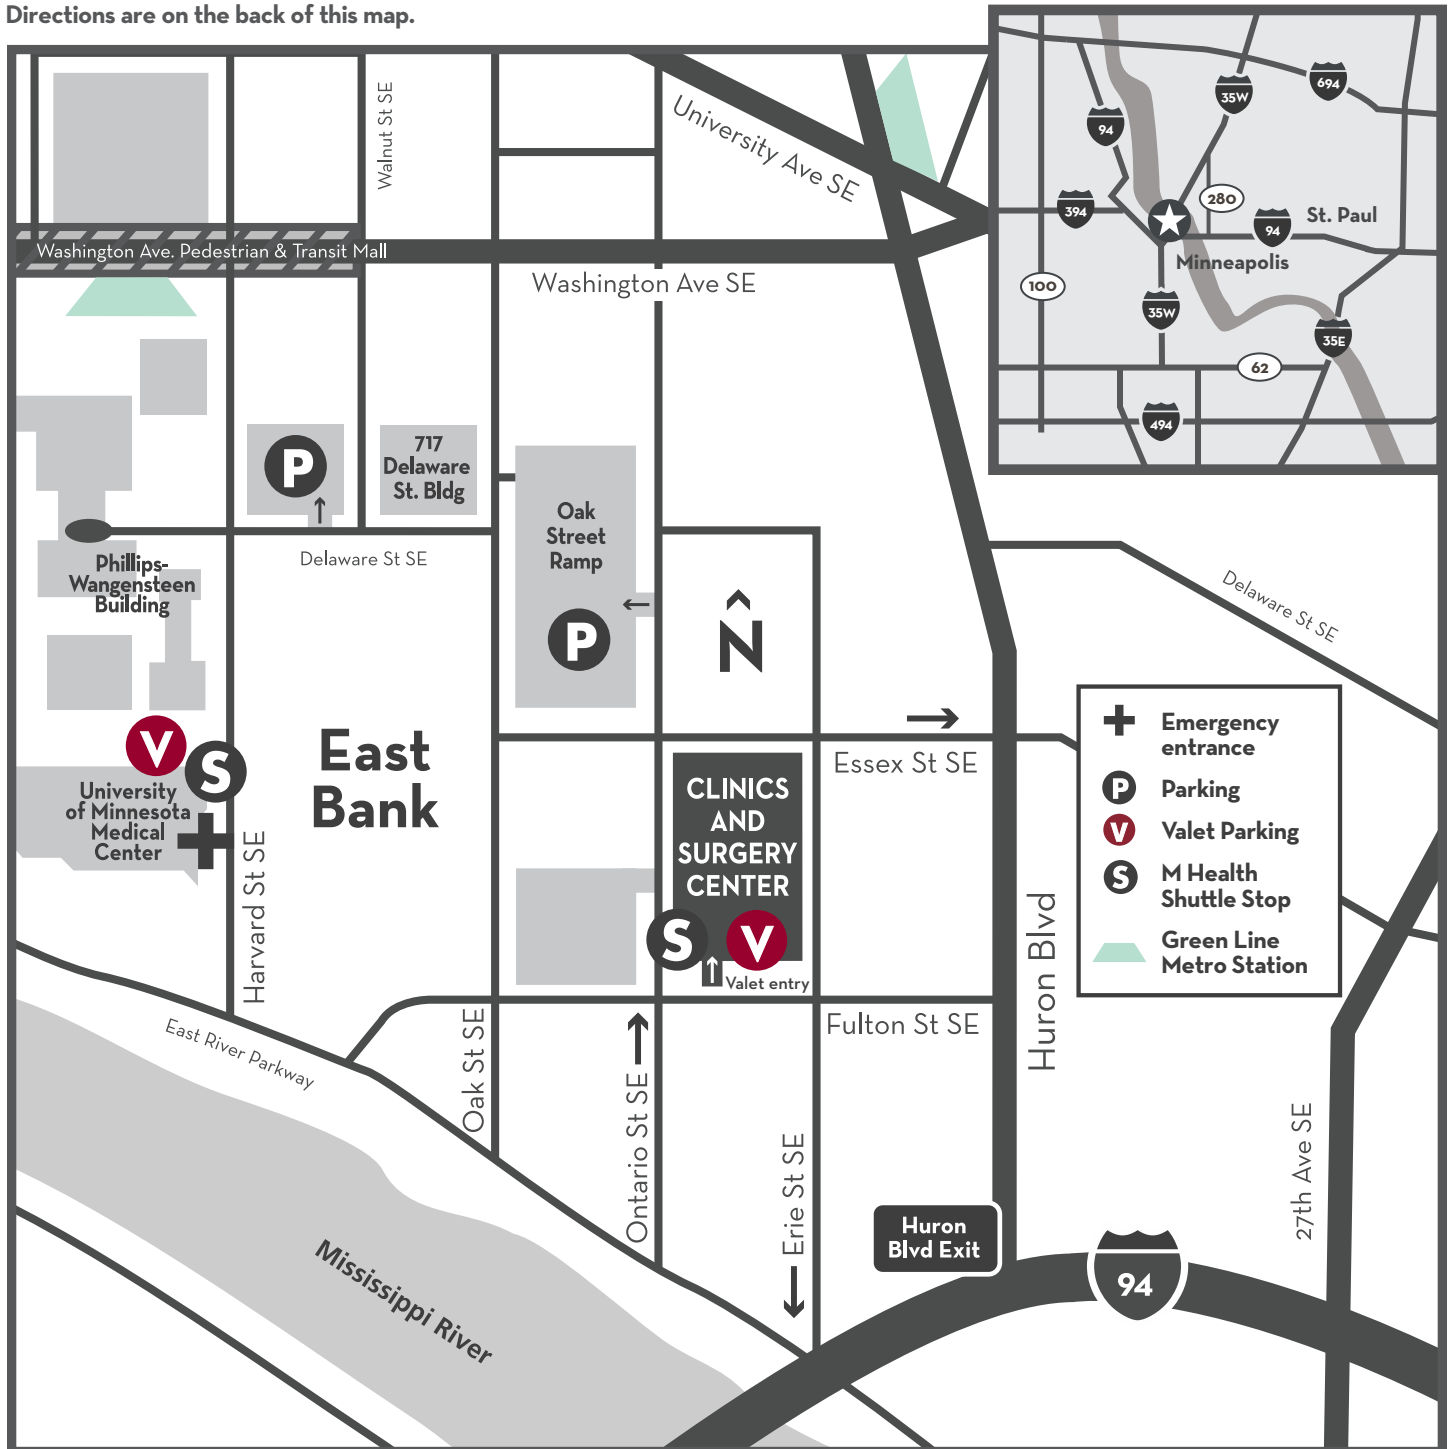 Directions are on the back of this map.
Walnut St SE
University Ave SE
Washington Ave. Pedestrian & Transit Mall
Washington Ave SE
94
35W
694
394
280
St. Paul
94
Minneapolis
100
35W
35E
62
494
P
717
Delaware
St. Bldg
Oak
Street
Ramp
P
Delaware St SE
Phillips-
Wangensteen
Building
N
Delaware St SE
V
S
University
of Minnesota
Medical
Center
East
Bank
Harvard St SE
Essex St SE
CLINICS
AND
SURGERY
CENTER
S
V
Valet entry
Huron Blvd
Emergency
entrance
P
Parking
V
Valet Parking
S
M Health
Shuttle Stop
Green Line
Metro Station
Fulton St SE
East River Parkway
Oak St SE
Ontario St SE
Erie St SE
27th Ave SE
Huron
Blvd Exit
94
Mississippi River